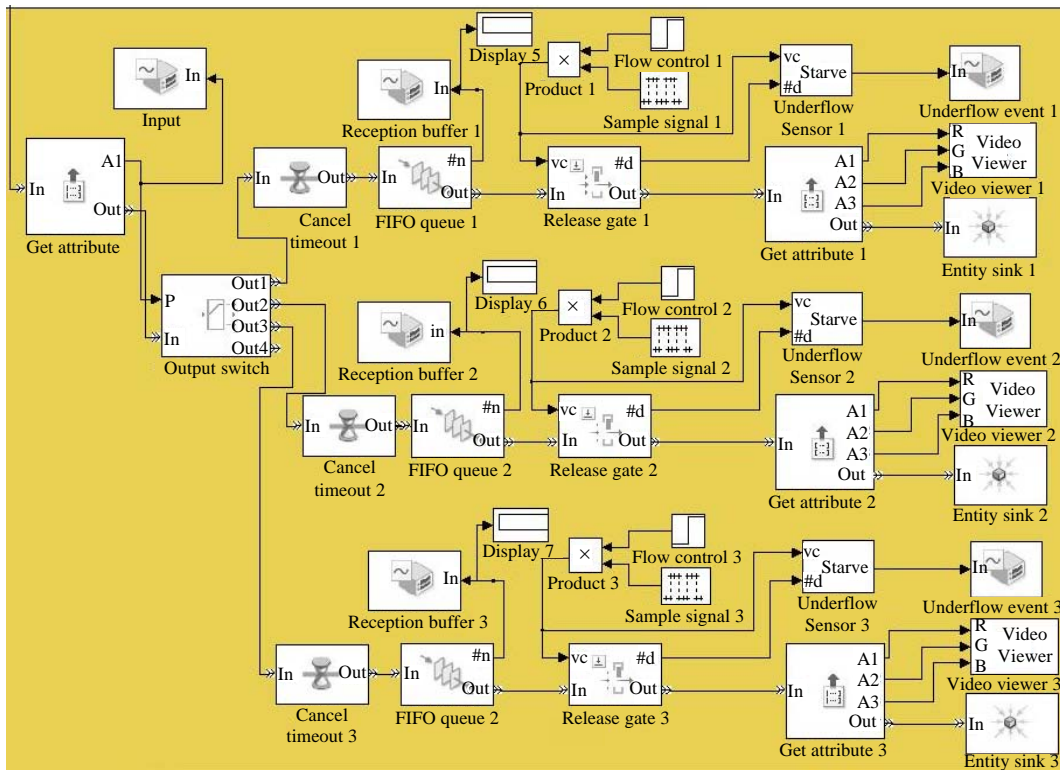 In
Input
A1
In
Out
Get attribute
P
In
Out1
Out2
Out3
Out4
Output switch
Display 5
In
Reception buffer 1
×
Product 1
Flow control 1
Sample signal 1
vc
#d
Starve
Underflow
Sensor 1
In
Underflow event 1
In
Out
Cancel
timeout 1
#n
In
Out
FIFO queue 1
vc
#d
In
Out
Release gate 1
A1
A2
A3
In
Out
Get attribute 1
R
G
B
Video
Viewer
Video viewer 1
In
Entity sink 1
Display 6
in
Reception buffer 2
×
Product 2
Flow control 2
Sample signal 2
vc
#d
Starve
Underflow
Sensor 2
In
Underflow event 2
In
Out
Cancel
timeout 2
#n
In
Out
FIFO queue 2
vc
#d
In
Out
Release gate 2
A1
A2
A3
In
Out
Get attribute 2
R
G
B
Video
Viewer
Video viewer 2
In
Entity sink 2
Display 7
In
Reception buffer 3
×
Product 3
Flow control 3
Sample signal 3
vc
#d
Starve
Underflow
Sensor 3
In
Underflow event 3
In
Out
Cancel
timeout 3
#n
In
Out
FIFO queue 2
vc
#d
In
Out
Release gate 3
A1
A2
A3
In
Out
Get attribute 3
R
G
B
Video
Viewer
Video viewer 3
In
Entity sink 3